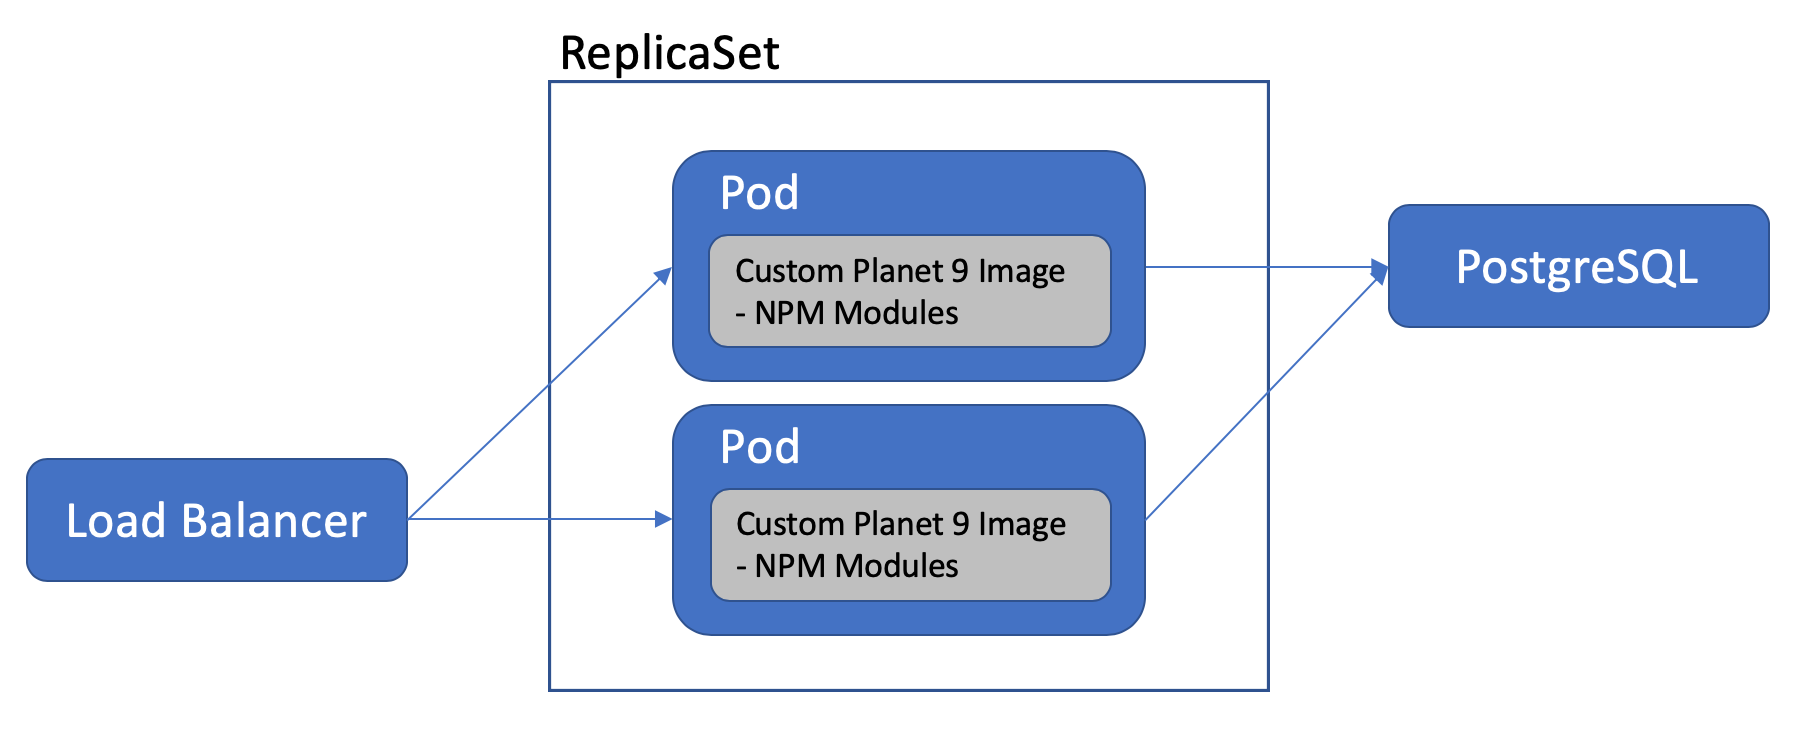 ReplicaSet
Pod
Custom Planet 9 Image
- NPM Modules
Pod
Custom Planet 9 Image
- NPM Modules
Load Balancer
PostgreSQL